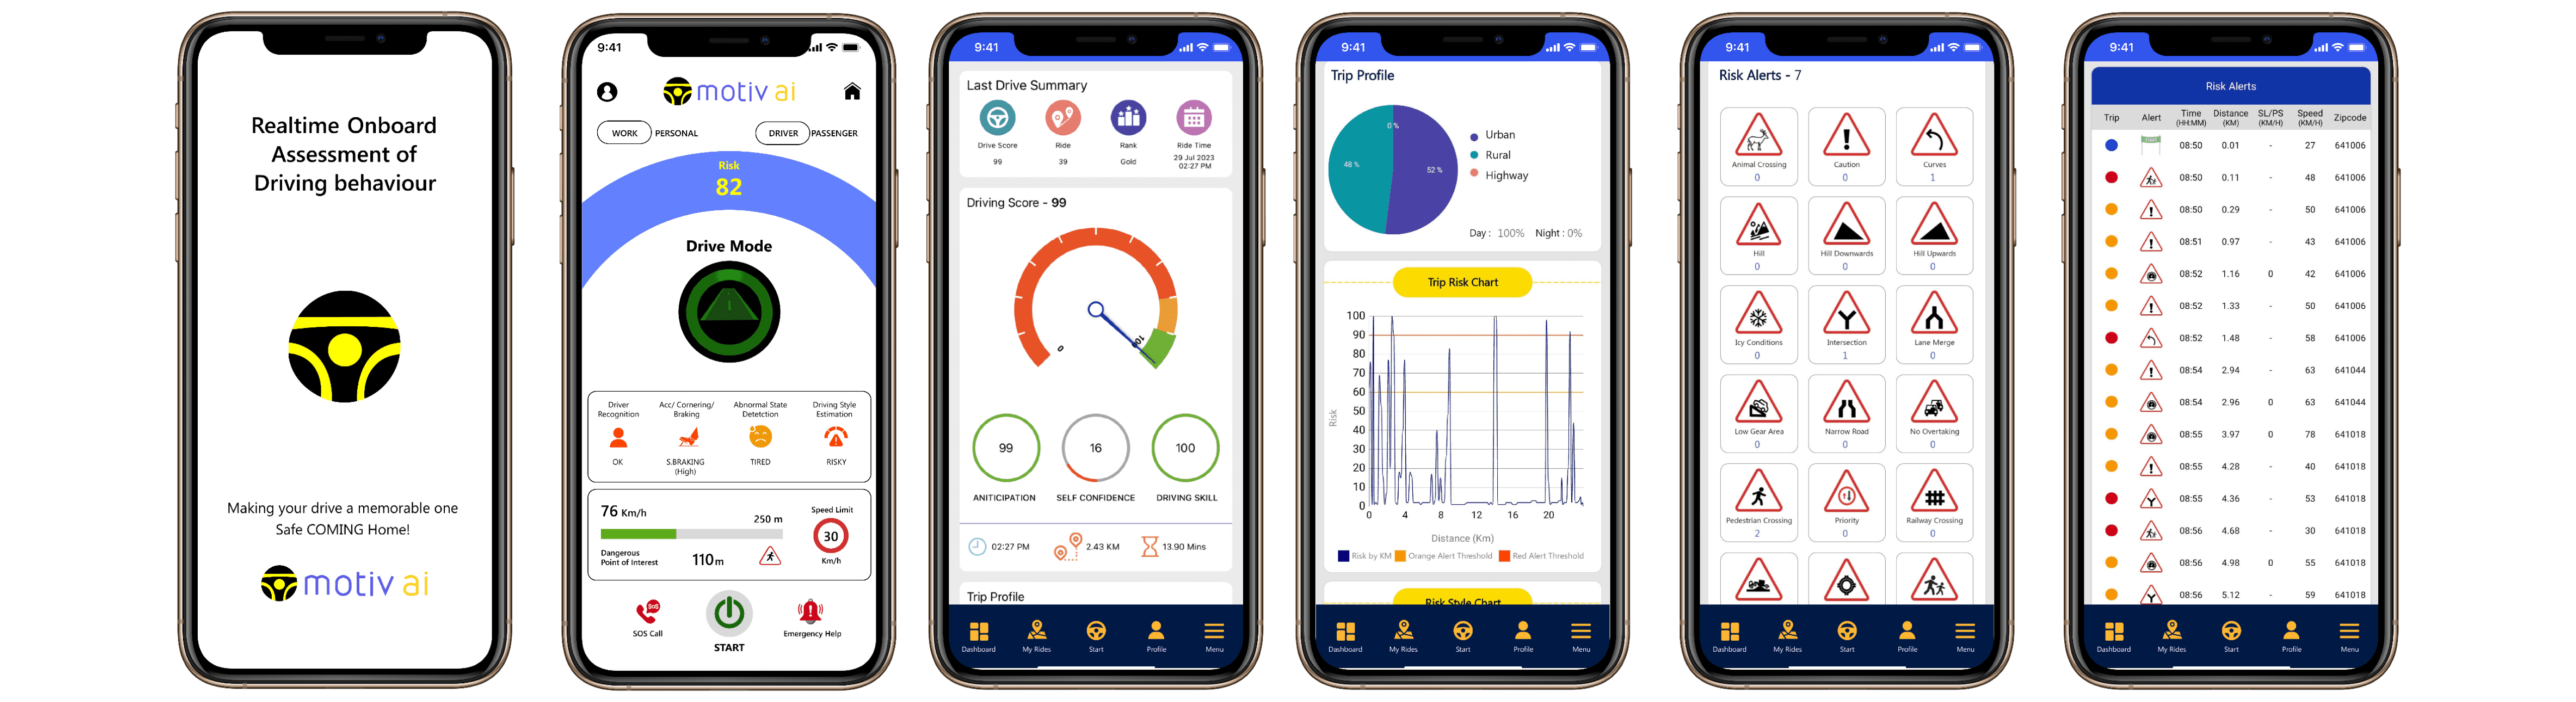 Realtime Onboard
Assessment of
Driving behaviour
Making your drive a memorable one
Safe COMING Home!
motiv ai
9:41
motiv ai
WORK PERSONAL DRIVER PASSENGER
Risk
82
Drive Mode
Driver Recognition
Acc/ Cornering/ Braking
Abnormal State Detetction
Driving Style Estimation
OK
S.BRAKING (High)
TIRED
RISKY
76 Km/h
250 m
Speed Limit
30
Km/h
Dangerous
Point of Interest
110m
SOS Call
START
Emergency Help
9:41
Last Drive Summary
Drive Score Ride Rank Ride Time
99 39 Gold 29 Jul 2023
02:27 PM
Driving Score - 99
0
100
99 16 100
ANITICIPATION SELF CONFIDENCE DRIVING SKILL
02:27 PM 2.43 KM 13.90 Mins
Trip Profile
Dashboard My Rides Start Profile Menu
9:41
Trip Profile
0 %
48 %
52 %
Urban
Rural
Highway
Day : 100% Night : 0%
Trip Risk Chart
100
90
80
70
60
50
40
30
20
10
0
Risk
0 4 8 12 16 20
Distance (Km)
Risk by KM Orange Alert Threshold Red Alert Threshold
Risk Style Chart
Dashboard My Rides Start Profile Menu
9:41
Risk Alerts - 7
Animal Crossing Caution Curves
0 0 1
Hill Hill Downwards Hill Upwards
0 0 0
Icy Conditions Intersection Lane Merge
0 1 0
Low Gear Area Narrow Road No Overtaking
0 0 0
Pedestrian Crossing Priority Railway Crossing
2 0 0
Dashboard My Rides Start Profile Menu
9:41
Risk Alerts
Trip Alert Time (HH:MM) Distance (KM) SL/PS (KM/H) Speed (KM/H) Zipcode
08:50 0.01 - 27 641006
08:50 0.11 - 48 641006
08:50 0.29 - 50 641006
08:51 0.97 - 43 641006
08:52 1.16 0 42 641006
08:52 1.33 - 50 641006
08:52 1.48 - 58 641006
08:54 2.94 - 63 641044
08:54 2.96 0 63 641044
08:55 3.97 0 78 641018
08:55 4.28 - 40 641018
08:55 4.36 - 53 641018
08:56 4.68 - 30 641018
08:56 4.98 0 55 641018
08:56 5.12 - 59 641018
Dashboard My Rides Start Profile Menu